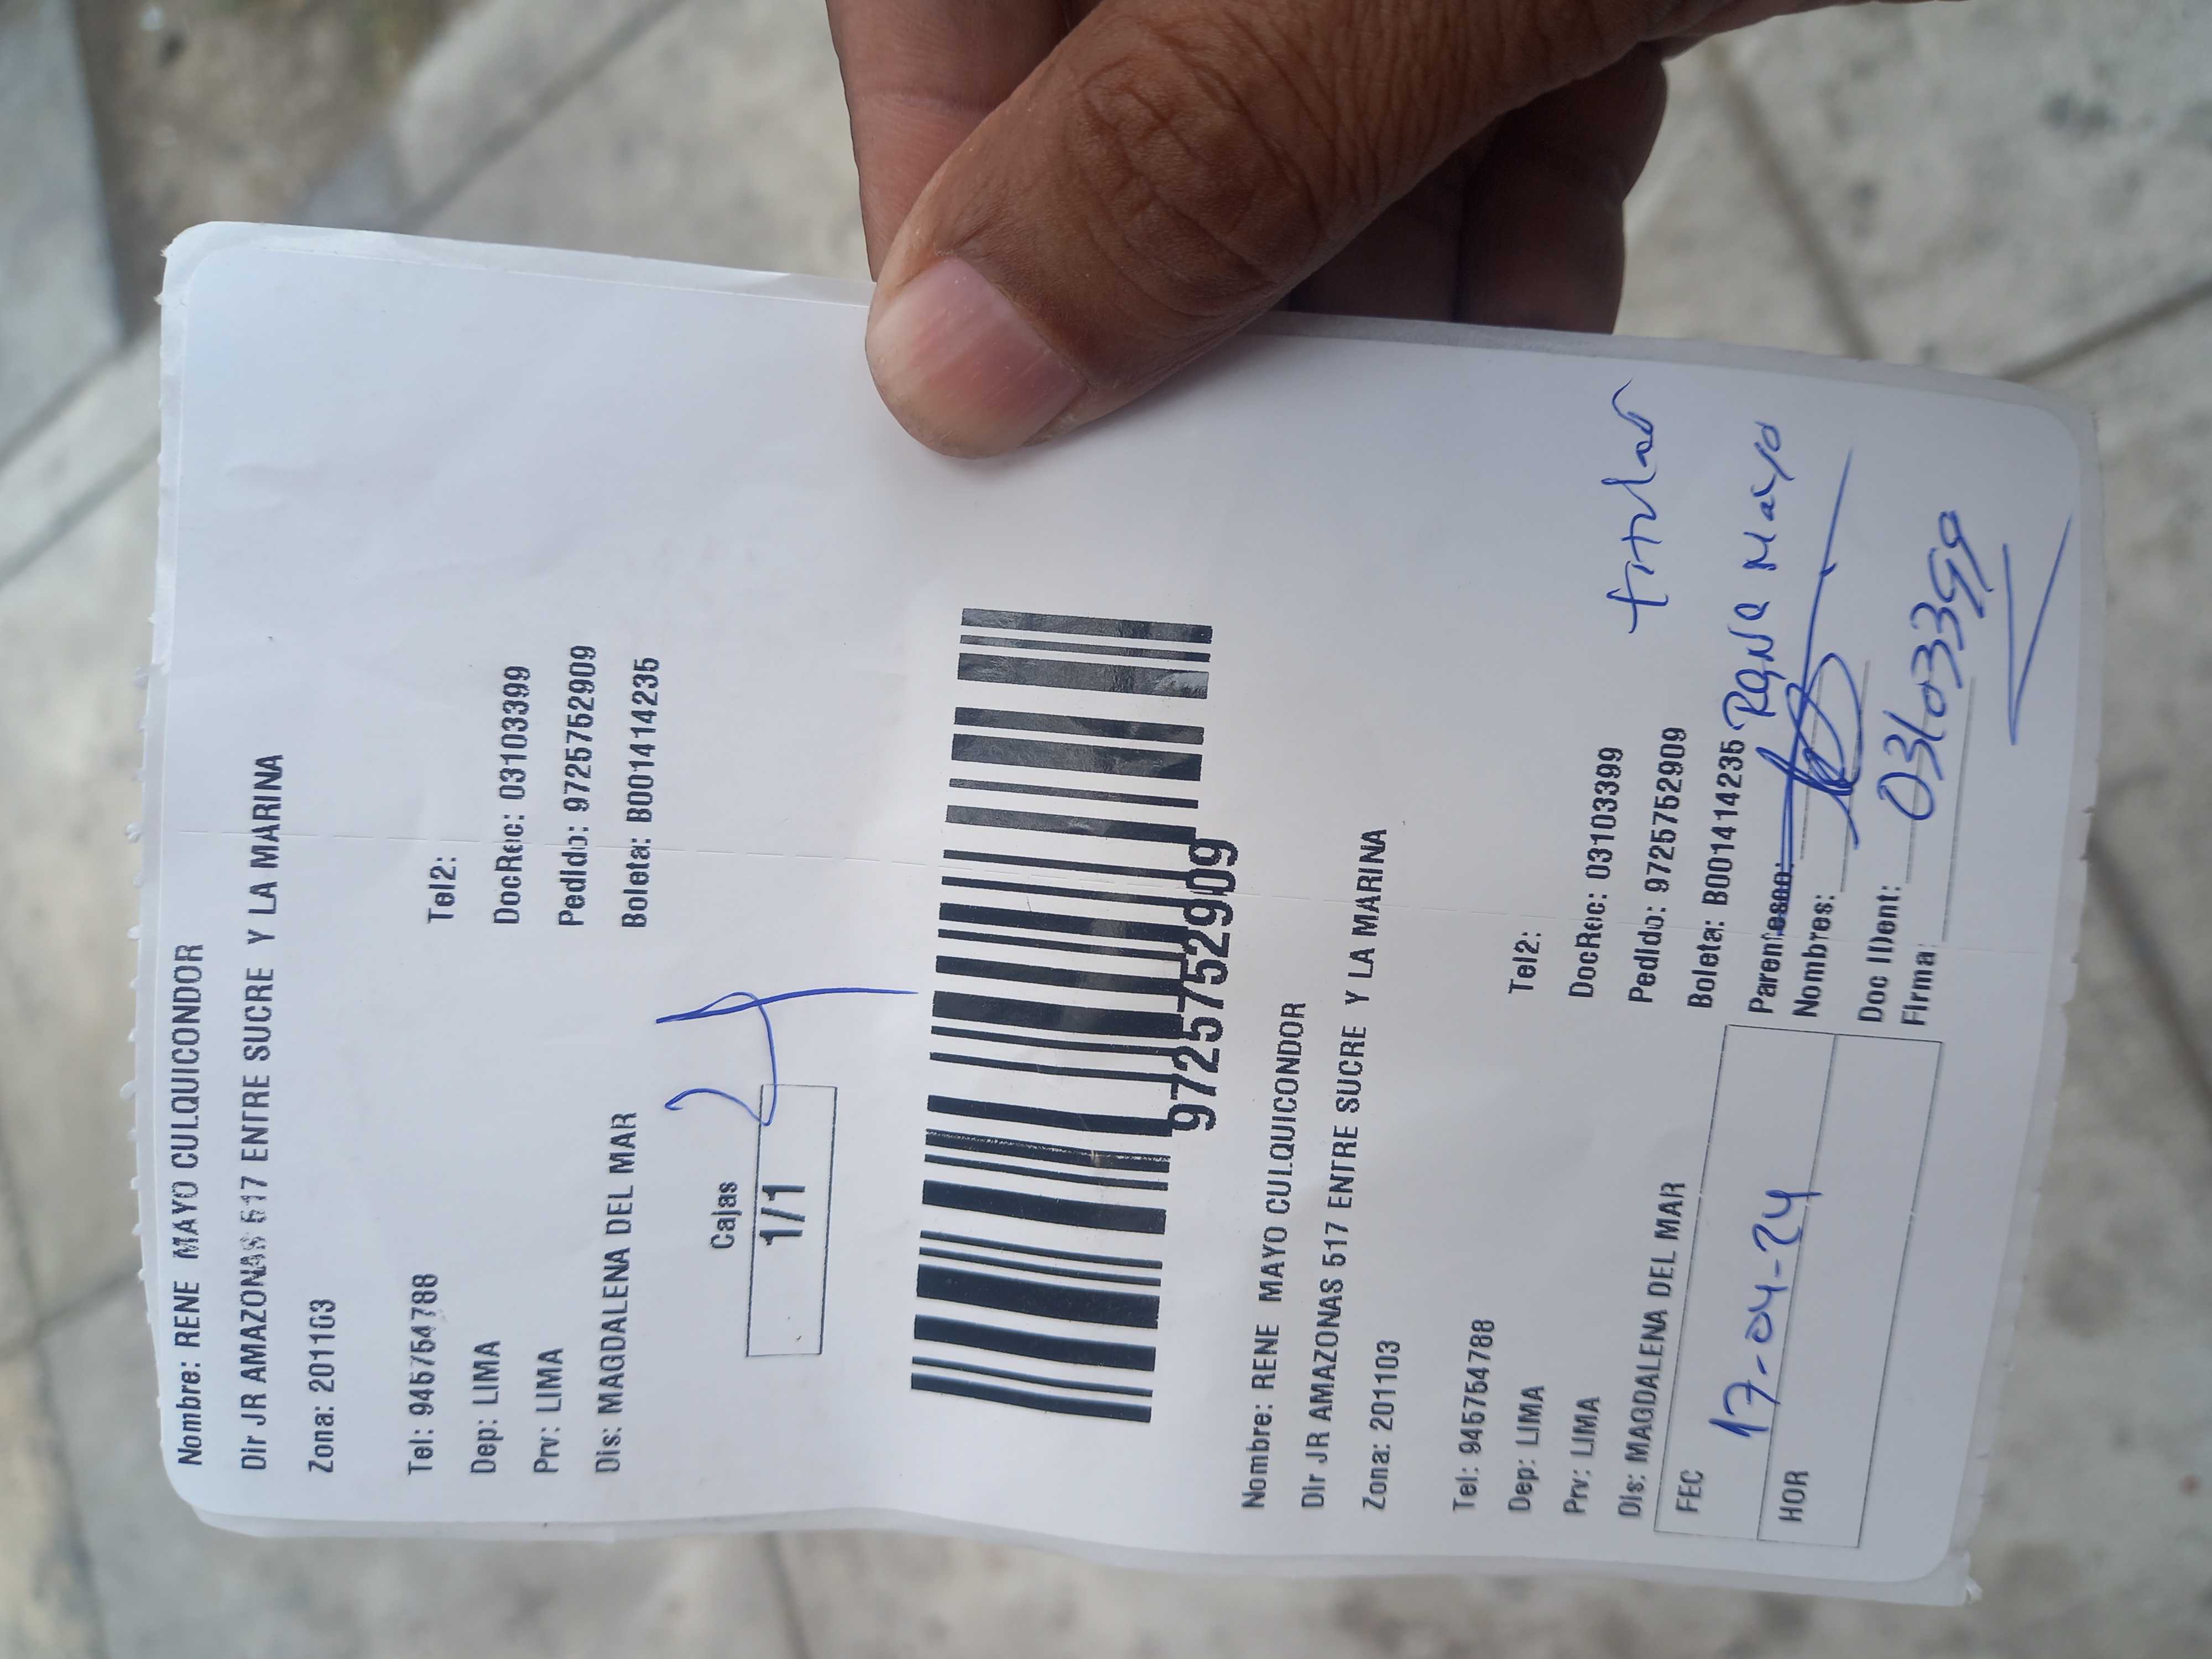 Nombre: RENE MAYO CULQUICONDOR
Dir JR AMAZONAS 517 ENTRE SUCRE Y LA MARINA
Zona: 201103
Tel: 945754788 Tel2:
Dep: LIMA DocRec: 03103399
Prv: LIMA Pedido: 9725752909
Dis: MAGDALENA DEL MAR Boleta: B001414235
Cajas
1/1
24
9725752909
Nombre: RENE MAYO CULQUICONDOR
Dir JR AMAZONAS 517 ENTRE SUCRE Y LA MARINA
Zona: 201103
Tel: 945754788 Tel2:
Dep: LIMA DocRec: 03103399
Prv: LIMA Pedido: 9725752909 titular
Dis: MAGDALENA DEL MAR Boleta: B001414235
FEC 17-04-24 Parentesco: Rene Mayo
HOR Nombres:
Doc Ident: 03103399
Firma: